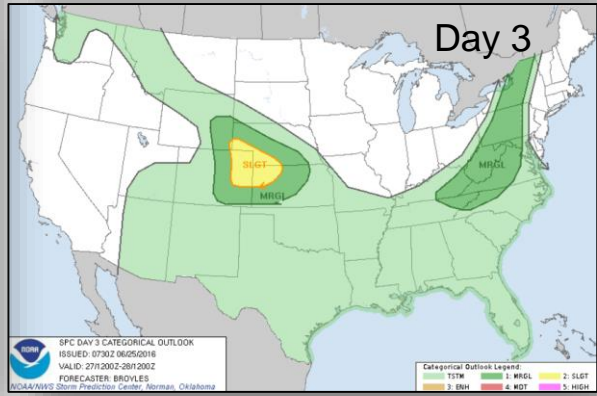 Day 3
SLGT
MRGL
MRGL
NOAA
SPC DAY 3 CATEGORICAL OUTLOOK
ISSUED: 0730Z 06/25/2016
VALID: 27/1200Z-28/1200Z
FORECASTER: BROYLES
NOAA/NWS Storm Prediction Center, Norman, Oklahoma
Categorical Outlook Legend:
TSTM 1: MRGL 2: SLGT
3: ENH 4: MDT 5: HIGH